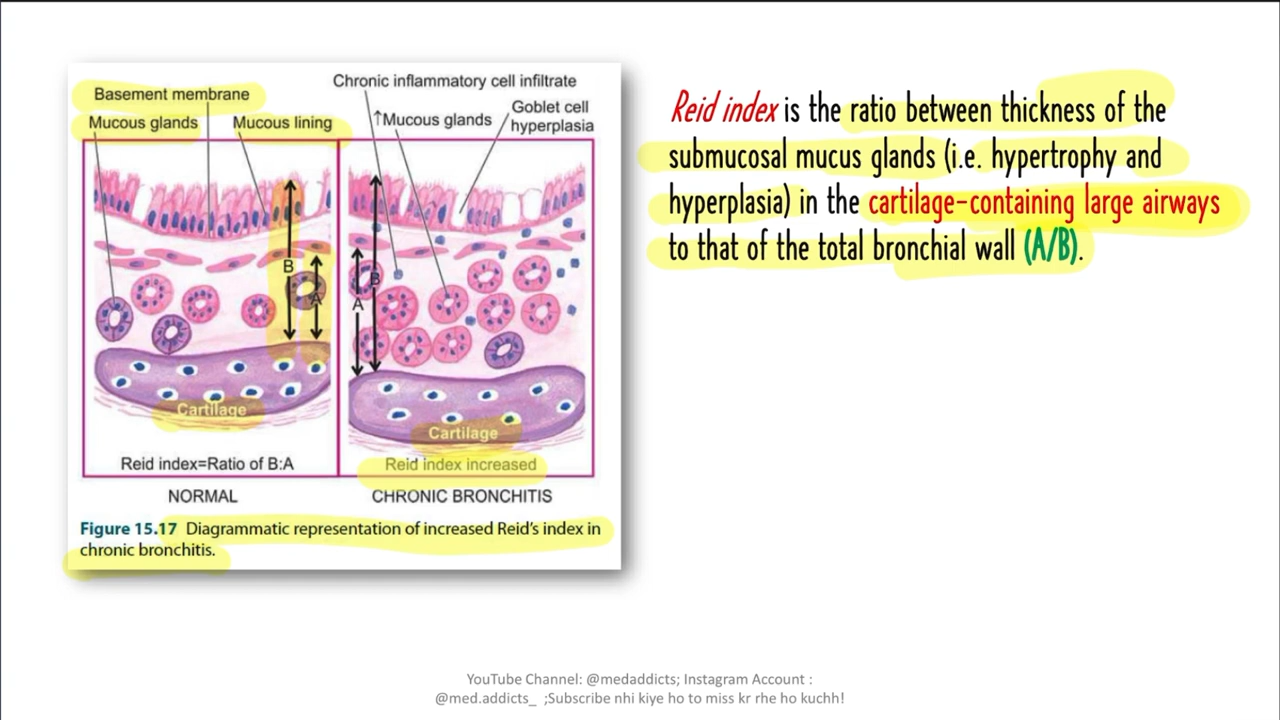 Chronic inflammatory cell infiltrate
Basement membrane
Mucous glands
Mucous lining
↑Mucous glands
Goblet cell
hyperplasia
B
A
B
A
Cartilage
Cartilage
Reid index=Ratio of B:A
Reid index increased
NORMAL
CHRONIC BRONCHITIS
Figure 15.17 Diagrammatic representation of increased Reid's index in
chronic bronchitis.
Reid index is the ratio between thickness of the
submucosal mucus glands (i.e. hypertrophy and
hyperplasia) in the cartilage-containing large airways
to that of the total bronchial wall (A/B).
YouTube Channel: @medaddicts; Instagram Account :
@med.addicts_ ;Subscribe nhi kiye ho to miss kr rhe ho kuchh!